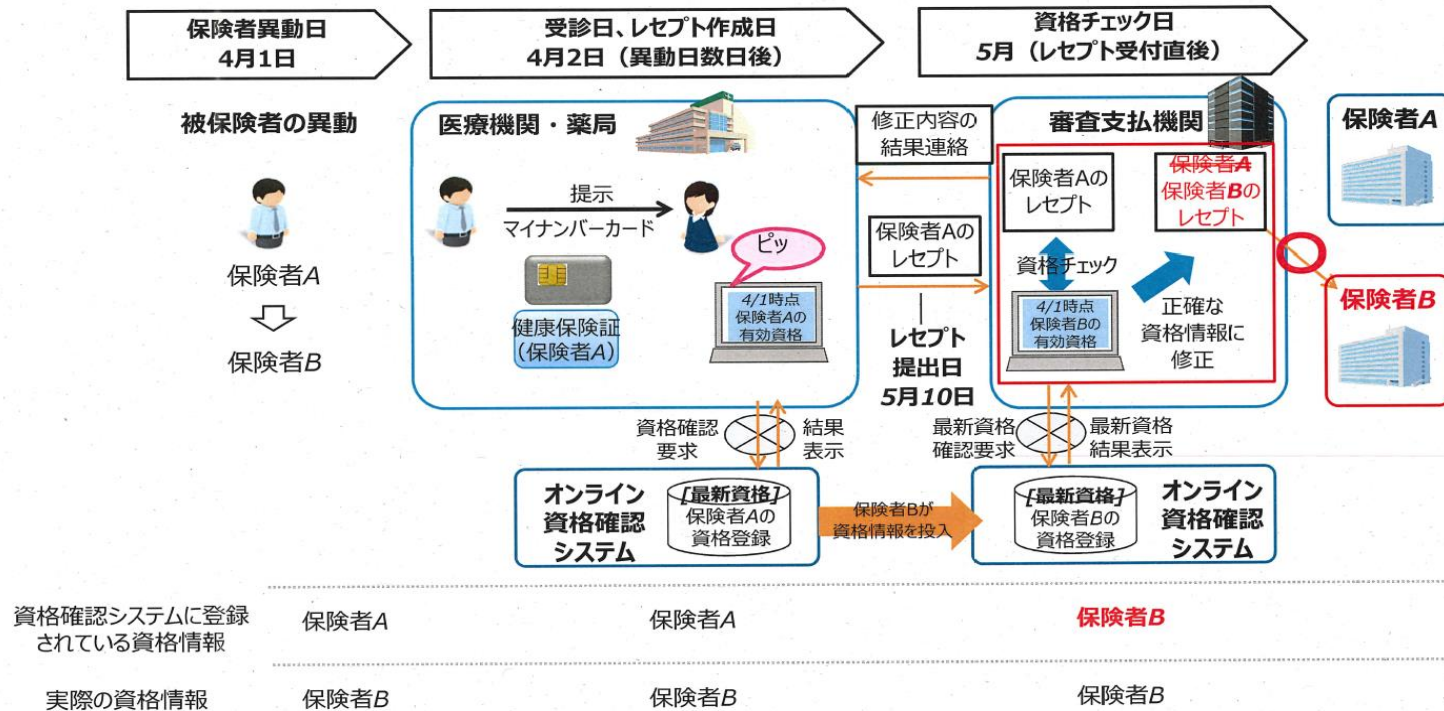 保険者異動日
4月1日
受診日、レセプト作成日
4月2日（異動日数日後）
資格チェック日
5月（レセプト受付直後）
被保険者の異動
保険者A
保険者B
医療機関・薬局
提示
マイナンバーカード
健康保険証
（保険者A）
ピッ
4/1時点
保険者Aの
有効資格
修正内容の
結果連絡
保険者Aの
レセプト
レセプト
提出日
5月10日
審査支払機関
保険者Aの
レセプト
保険者A
保険者Bの
レセプト
資格チェック
4/1時点
保険者Bの
有効資格
正確な
資格情報に
修正
保険者A
保険者B
資格確認
要求
結果
表示
最新資格
確認要求
最新資格
結果表示
オンライン
資格確認
システム
[最新資格]
保険者Aの
資格登録
保険者Bが
資格情報を投入
[最新資格]
保険者Bの
資格登録
オンライン
資格確認
システム
資格確認システムに登録
されている資格情報
保険者A
保険者A
保険者B
実際の資格情報
保険者B
保険者B
保険者B